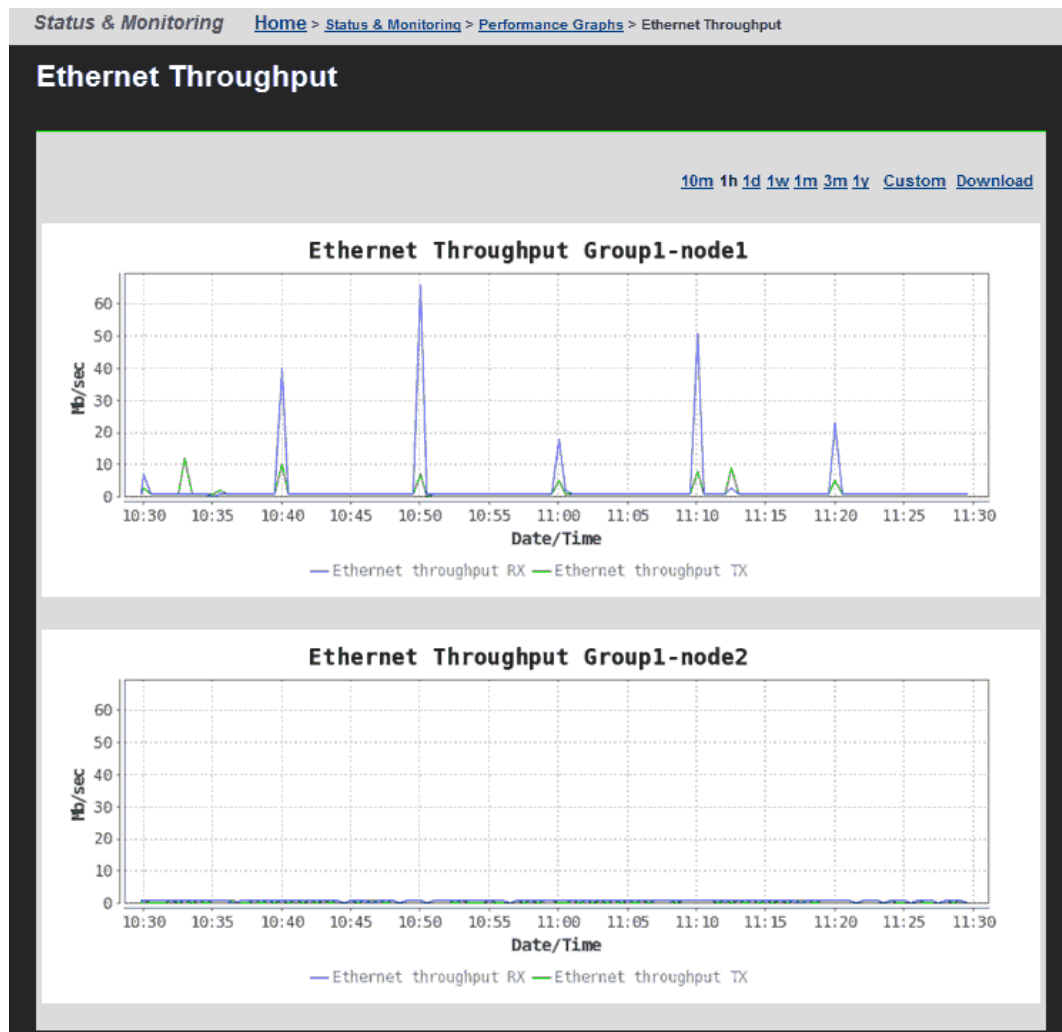 Status & Monitoring Home > Status & Monitoring > Performance Graphs > Ethernet Throughput
Ethernet Throughput
10m 1h 1d 1w 1m 3m 1y Custom Download
Ethernet Throughput Group1-node1
60
50
40
30
20
10
0
Mb/sec
10:30 10:35 10:40 10:45 10:50 10:55 11:00 11:05 11:10 11:15 11:20 11:25 11:30
Date/Time
Ethernet throughput RX Ethernet throughput TX
Ethernet Throughput Group1-node2
60
50
40
30
20
10
0
Mb/sec
10:30 10:35 10:40 10:45 10:50 10:55 11:00 11:05 11:10 11:15 11:20 11:25 11:30
Date/Time
Ethernet throughput RX Ethernet throughput TX